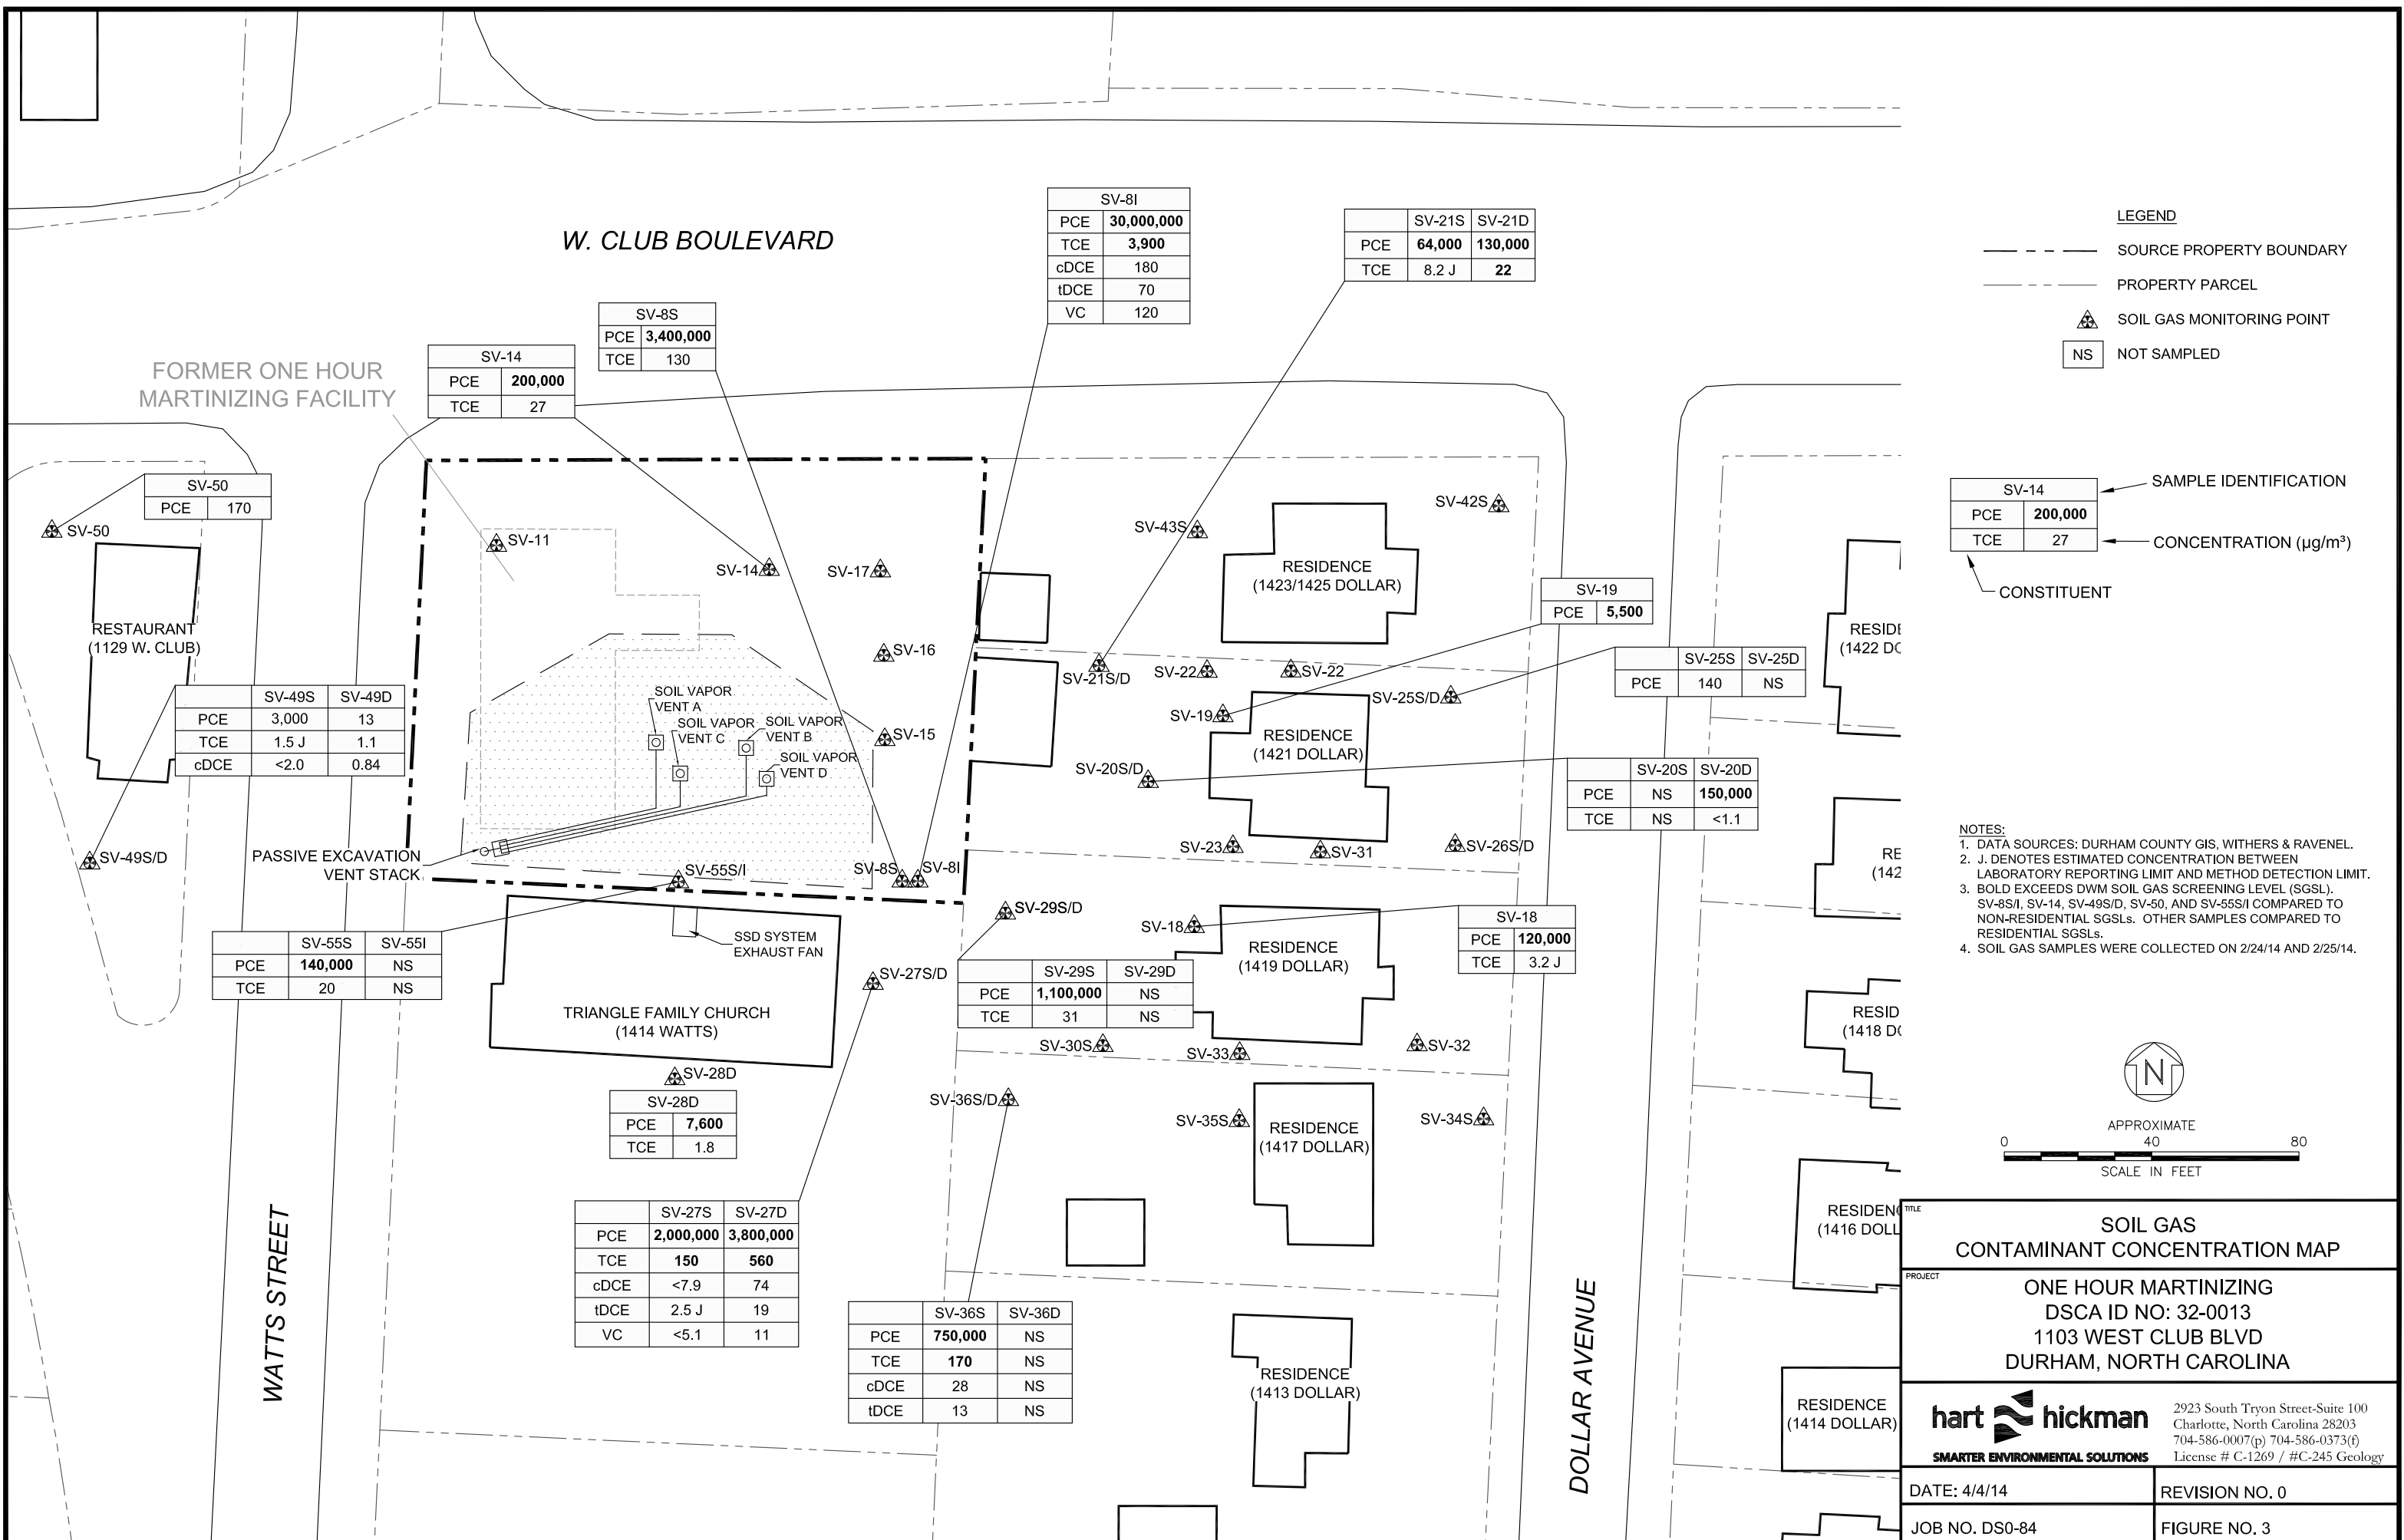 W. CLUB BOULEVARD
FORMER ONE HOUR
MARTINIZING FACILITY
SV-14
PCE 200,000
TCE 27
SV-8S
PCE 3,400,000
TCE 130
SV-8I
PCE 30,000,000
TCE 3,900
cDCE 180
tDCE 70
VC 120
SV-21S SV-21D
PCE 64,000 130,000
TCE 8.2 J 22
SV-50
PCE 170
SV-50
SV-11
SV-14
SV-17
SV-16
SV-15
SV-43S
SV-42S
RESIDENCE
(1423/1425 DOLLAR)
SV-19
PCE 5,500
RESTAURANT
(1129 W. CLUB)
SV-49S SV-49D
PCE 3,000 13
TCE 1.5 J 1.1
cDCE <2.0 0.84
SV-49S/D
SOIL VAPOR
VENT A
SOIL VAPOR
VENT C
SOIL VAPOR
VENT B
SOIL VAPOR
VENT D
PASSIVE EXCAVATION
VENT STACK
SV-55S/I
SV-8S
SV-8I
SV-21S/D
SV-22
SV-22
SV-25S/D
SV-25S SV-25D
PCE 140 NS
SV-19
RESIDENCE
(1421 DOLLAR)
SV-20S/D
SV-20S SV-20D
PCE NS 150,000
TCE NS <1.1
SV-23
SV-31
SV-26S/D
SV-55S SV-55I
PCE 140,000 NS
TCE 20 NS
SSD SYSTEM
EXHAUST FAN
TRIANGLE FAMILY CHURCH
(1414 WATTS)
SV-27S/D
SV-29S/D
SV-29S SV-29D
PCE 1,100,000 NS
TCE 31 NS
SV-18
RESIDENCE
(1419 DOLLAR)
SV-18
PCE 120,000
TCE 3.2 J
SV-30S
SV-33
SV-32
SV-28D
SV-28D
PCE 7,600
TCE 1.8
SV-36S/D
SV-35S
RESIDENCE
(1417 DOLLAR)
SV-34S
SV-27S SV-27D
PCE 2,000,000 3,800,000
TCE 150 560
cDCE <7.9 74
tDCE 2.5 J 19
VC <5.1 11
SV-36S SV-36D
PCE 750,000 NS
TCE 170 NS
cDCE 28 NS
tDCE 13 NS
RESIDENCE
(1413 DOLLAR)
WATTS STREET
DOLLAR AVENUE
RESIDE
(1422 DO
RE
(142
RESID
(1418 DO
RESIDENC
(1416 DOLL
RESIDENCE
(1414 DOLLAR)
LEGEND
SOURCE PROPERTY BOUNDARY
PROPERTY PARCEL
SOIL GAS MONITORING POINT
NS NOT SAMPLED
SV-14
PCE 200,000
TCE 27
SAMPLE IDENTIFICATION
CONCENTRATION (µg/m³)
CONSTITUENT
NOTES:
1. DATA SOURCES: DURHAM COUNTY GIS, WITHERS & RAVENEL.
2. J. DENOTES ESTIMATED CONCENTRATION BETWEEN
LABORATORY REPORTING LIMIT AND METHOD DETECTION LIMIT.
3. BOLD EXCEEDS DWM SOIL GAS SCREENING LEVEL (SGSL).
SV-8S/I, SV-14, SV-49S/D, SV-50, AND SV-55S/I COMPARED TO
NON-RESIDENTIAL SGSLs. OTHER SAMPLES COMPARED TO
RESIDENTIAL SGSLs.
4. SOIL GAS SAMPLES WERE COLLECTED ON 2/24/14 AND 2/25/14.
N
APPROXIMATE
0 40 80
SCALE IN FEET
TITLE
SOIL GAS
CONTAMINANT CONCENTRATION MAP
PROJECT
ONE HOUR MARTINIZING
DSCA ID NO: 32-0013
1103 WEST CLUB BLVD
DURHAM, NORTH CAROLINA
hart hickman
SMARTER ENVIRONMENTAL SOLUTIONS
2923 South Tryon Street-Suite 100
Charlotte, North Carolina 28203
704-586-0007(p) 704-586-0373(f)
License # C-1269 / #C-245 Geology
DATE: 4/4/14
REVISION NO. 0
JOB NO. DS0-84
FIGURE NO. 3